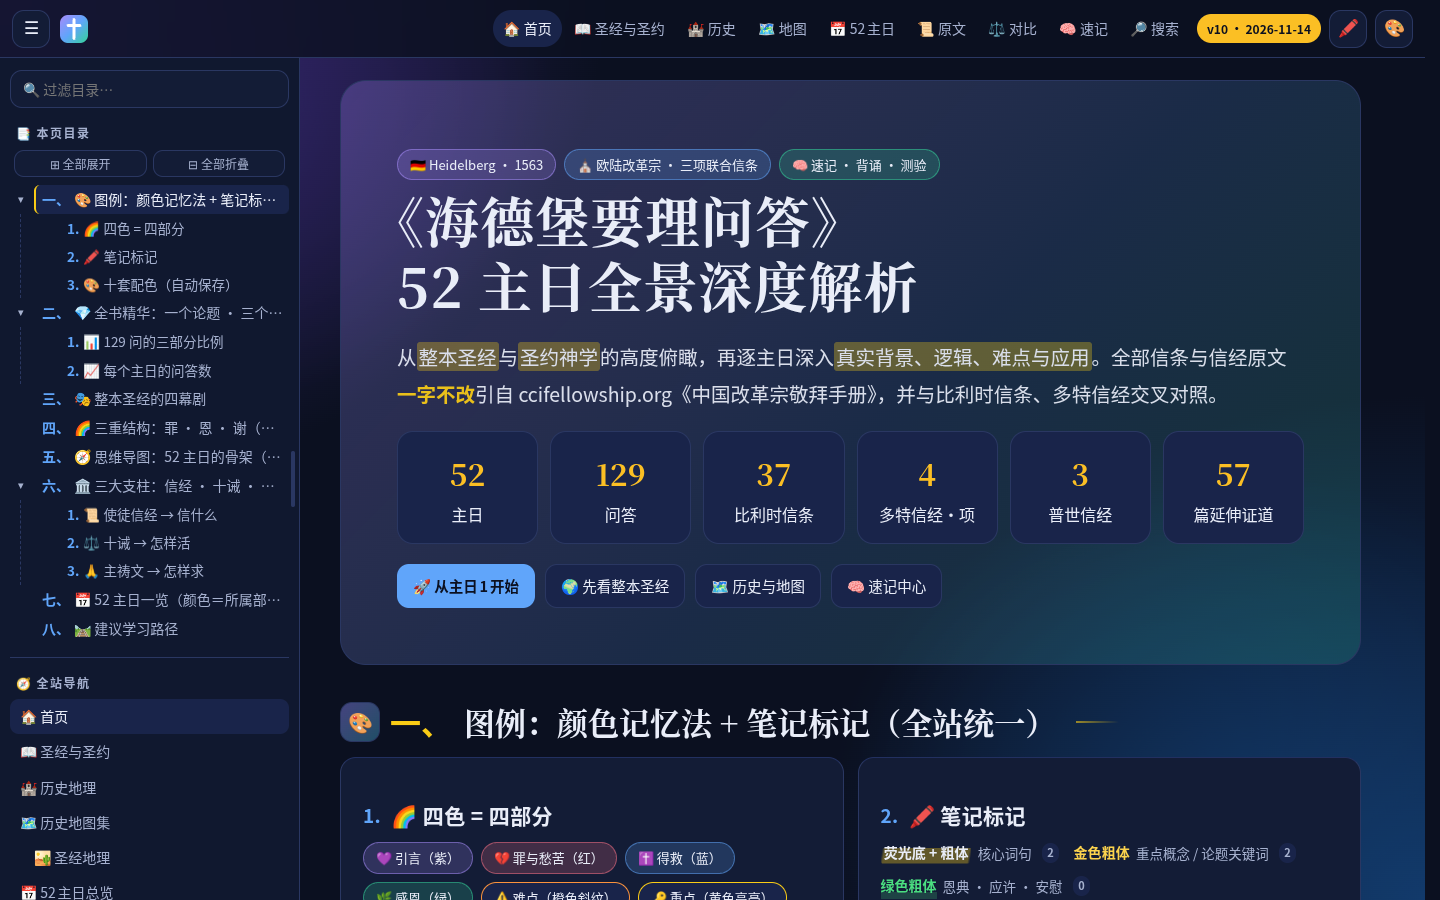 ☰ ✝ 🏠 首页 📖 圣经与圣约 🏰 历史 🗺️ 地图 📅 52主日 📜 原文 ⚖️ 对比 🧠 速记 🔎 搜索 v10 · 2026-11-14 🖍️ 🎨
🔍 过滤目录…
📑 本页目录
⊞ 全部展开 ⊟ 全部折叠
▾ 一、 🎨 图例：颜色记忆法 + 笔记标…
1. 🌈 四色 = 四部分
2. 🖍️ 笔记标记
3. 🎨 十套配色（自动保存）
▾ 二、 💎 全书精华：一个论题 · 三个…
1. 📊 129 问的三部分比例
2. 📈 每个主日的问答数
三、 🎭 整本圣经的四幕剧
四、 🌈 三重结构：罪 · 恩 · 谢（…
五、 🧭 思维导图：52 主日的骨架（…
▾ 六、 🏛️ 三大支柱：信经 · 十诫 · …
1. 📜 使徒信经 → 信什么
2. ⚖️ 十诫 → 怎样活
3. 🙏 主祷文 → 怎样求
七、 📅 52 主日一览（颜色＝所属部…
八、 🛤️ 建议学习路径
🧭 全站导航
🏠 首页
📖 圣经与圣约
🏰 历史地理
🗺️ 历史地图集
🏜️ 圣经地理
📅 52主日总览
🇩🇪 Heidelberg · 1563 ⛪ 欧陆改革宗 · 三项联合信条 🧠 速记 · 背诵 · 测验
《海德堡要理问答》
52 主日全景深度解析
从整本圣经与圣约神学的高度俯瞰，再逐主日深入真实背景、逻辑、难点与应用。全部信条与信经原文
一字不改引自 ccifellowship.org《中国改革宗敬拜手册》，并与比利时信条、多特信经交叉对照。
52 129 37 4 3 57
主日 问答 比利时信条 多特信经·项 普世信经 篇延伸证道
🚀 从主日1开始 🌍 先看整本圣经 🗺️ 历史与地图 🧠 速记中心
🎨 一、 图例：颜色记忆法 + 笔记标记（全站统一）
1. 🌈 四色 = 四部分
💜 引言（紫） 💔 罪与愁苦（红） ✝️ 得救（蓝）
🌿 感恩（绿） ⚠️ 难点（橙色斜纹） 🔑 重点（黄色高亮）
2. 🖍️ 笔记标记
荧光底 + 粗体 核心词句 2 金色粗体 重点概念 / 论题关键词 2
绿色粗体 恩典 · 应许 · 安慰 0